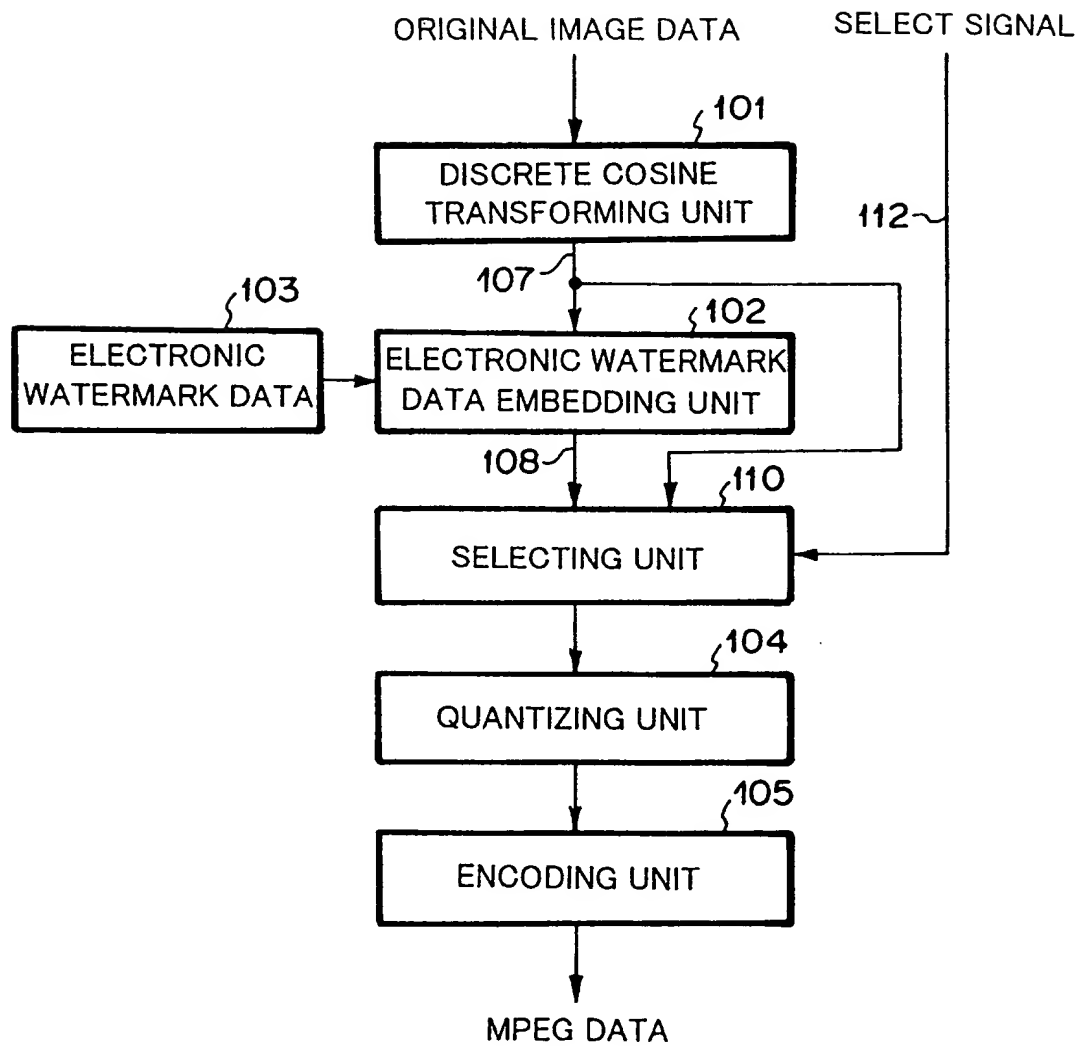 ORIGINAL IMAGE DATA
SELECT SIGNAL
101
DISCRETE COSINE
TRANSFORMING UNIT
112
107
103
102
ELECTRONIC
WATERMARK DATA
ELECTRONIC WATERMARK
DATA EMBEDDING UNIT
108
110
SELECTING UNIT
104
QUANTIZING UNIT
105
ENCODING UNIT
MPEG DATA